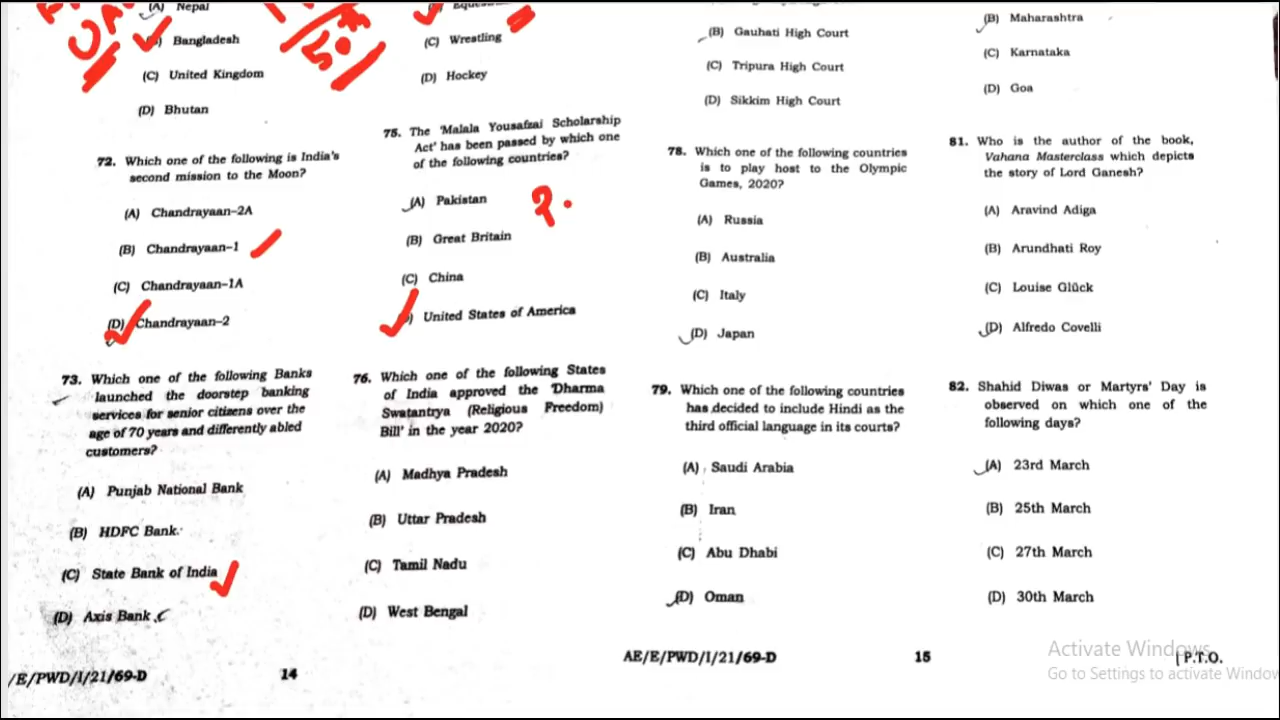 (A) Nepal
Bangladesh
(C) United Kingdom
(D) Bhutan
72. Which one of the following is India's
second mission to the Moon?
(A) Chandrayaan-2A
(B) Chandrayaan-1
(C) Chandrayaan-1A
(D) Chandrayaan-2
73. Which one of the following Banks
launched the doorstep banking
services for senior citizens over the
age of 70 years and differently abled
customers?
(A) Punjab National Bank
(B) HDFC Bank
(C) State Bank of India
(D) Axis Bank
/E/PWD/I/21/69-D
14
(C) Wrestling
(D) Hockey
75. The 'Malala Yousafzai Scholarship
Act' has been passed by which one
of the following countries?
(A) Pakistan
?
(B) Great Britain
(C) China
United States of America
76. Which one of the following States
of India approved the 'Dharma
Swatantrya (Religious Freedom)
Bill' in the year 2020?
(A) Madhya Pradesh
(B) Uttar Pradesh
(C) Tamil Nadu
(D) West Bengal
(B) Gauhati High Court
(C) Tripura High Court
(D) Sikkim High Court
78. Which one of the following countries
is to play host to the Olympic
Games, 2020?
(A) Russia
(B) Australia
(C) Italy
(D) Japan
79. Which one of the following countries
has decided to include Hindi as the
third official language in its courts?
(A) Saudi Arabia
(B) Iran
(C) Abu Dhabi
(D) Oman
AE/E/PWD/I/21/69-D
15
(B) Maharashtra
(C) Karnataka
(D) Goa
81. Who is the author of the book,
Vahana Masterclass which depicts
the story of Lord Ganesh?
(A) Aravind Adiga
(B) Arundhati Roy
(C) Louise Glück
(D) Alfredo Covelli
82. Shahid Diwas or Martyrs' Day is
observed on which one of the
following days?
(A) 23rd March
(B) 25th March
(C) 27th March
(D) 30th March
[ P.T.O.
Activate Windows
Go to Settings to activate Window